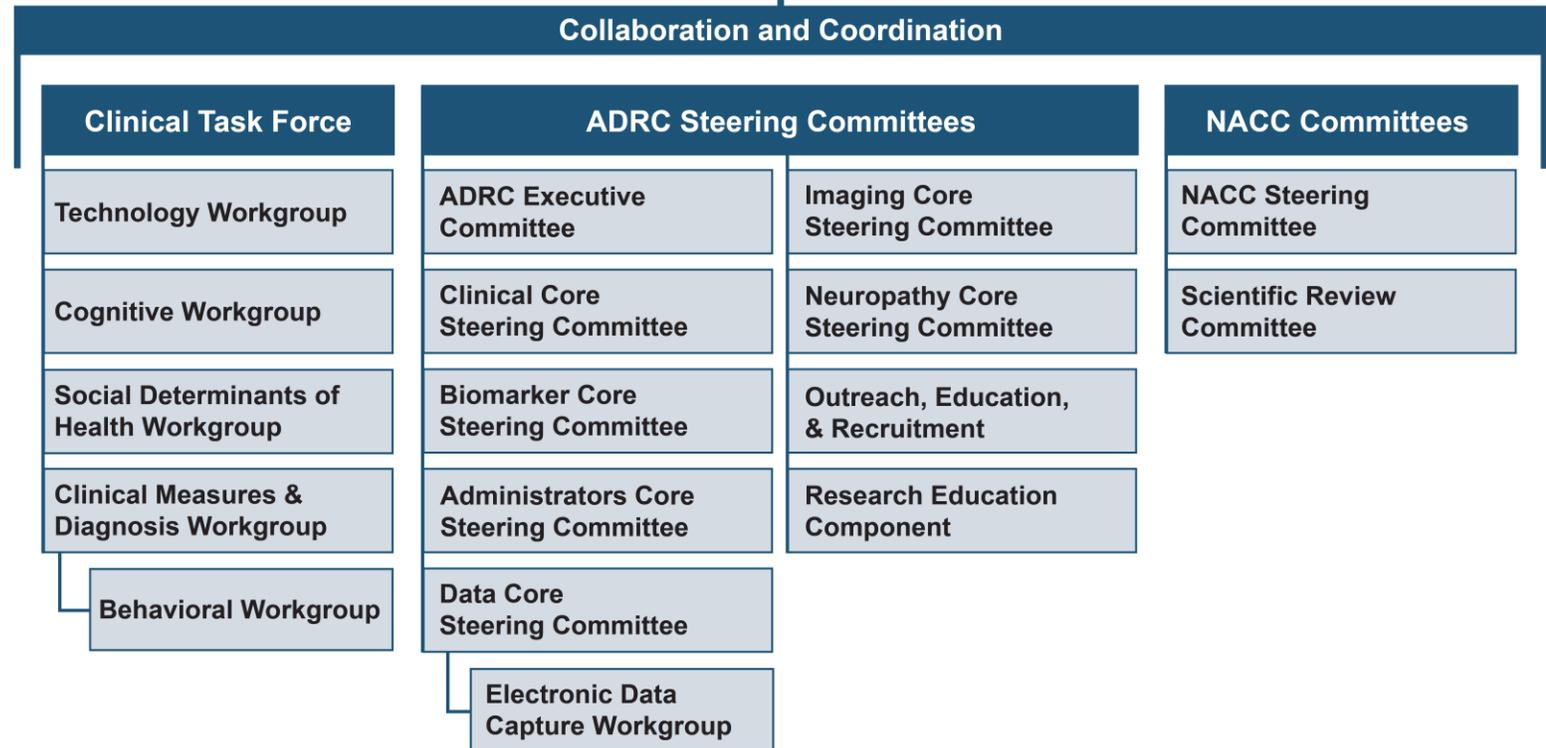 Collaboration and Coordination
Clinical Task Force
Technology Workgroup
Cognitive Workgroup
Social Determinants of
Health Workgroup
Clinical Measures &
Diagnosis Workgroup
Behavioral Workgroup
ADRC Steering Committees
ADRC Executive
Committee
Clinical Core
Steering Committee
Biomarker Core
Steering Committee
Administrators Core
Steering Committee
Data Core
Steering Committee
Electronic Data
Capture Workgroup
Imaging Core
Steering Committee
Neuropathy Core
Steering Committee
Outreach, Education,
& Recruitment
Research Education
Component
NACC Committees
NACC Steering
Committee
Scientific Review
Committee